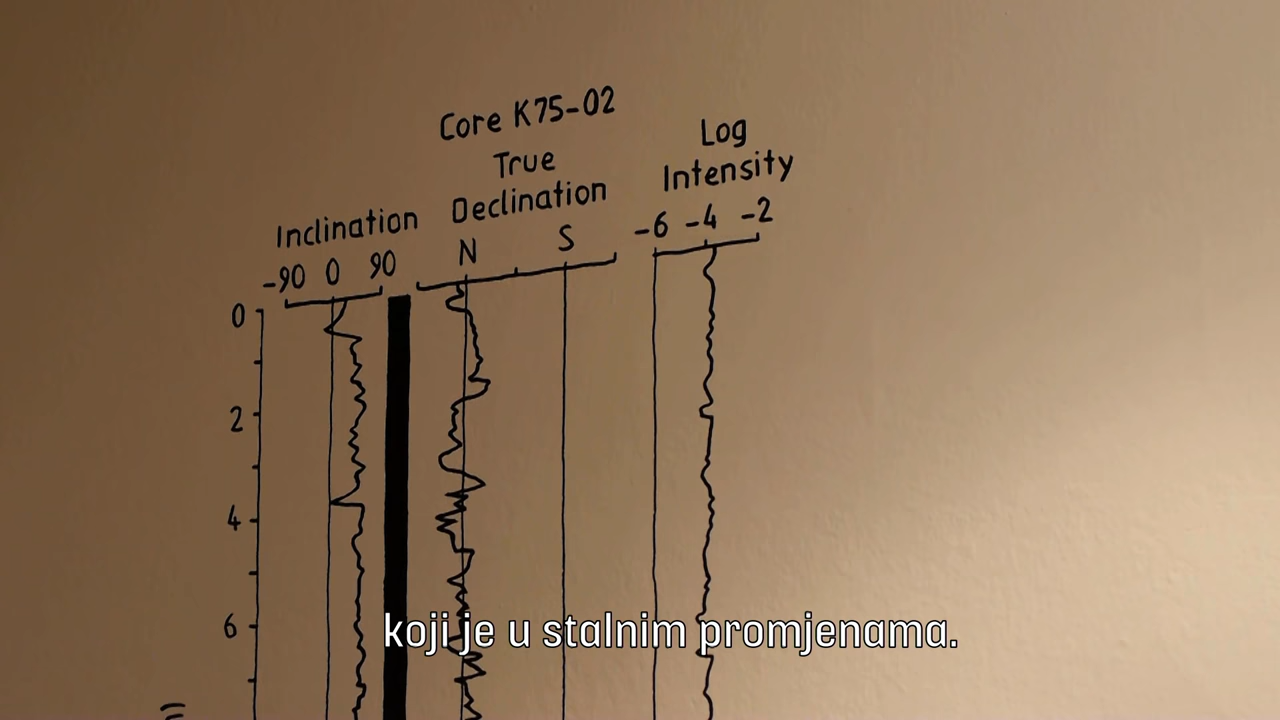 Core K75-02
True
Declination
Log
Intensity
Inclination
-90 0 90
N S
-6 -4 -2
0
2
4
6
koji je u stalnim promjenama.